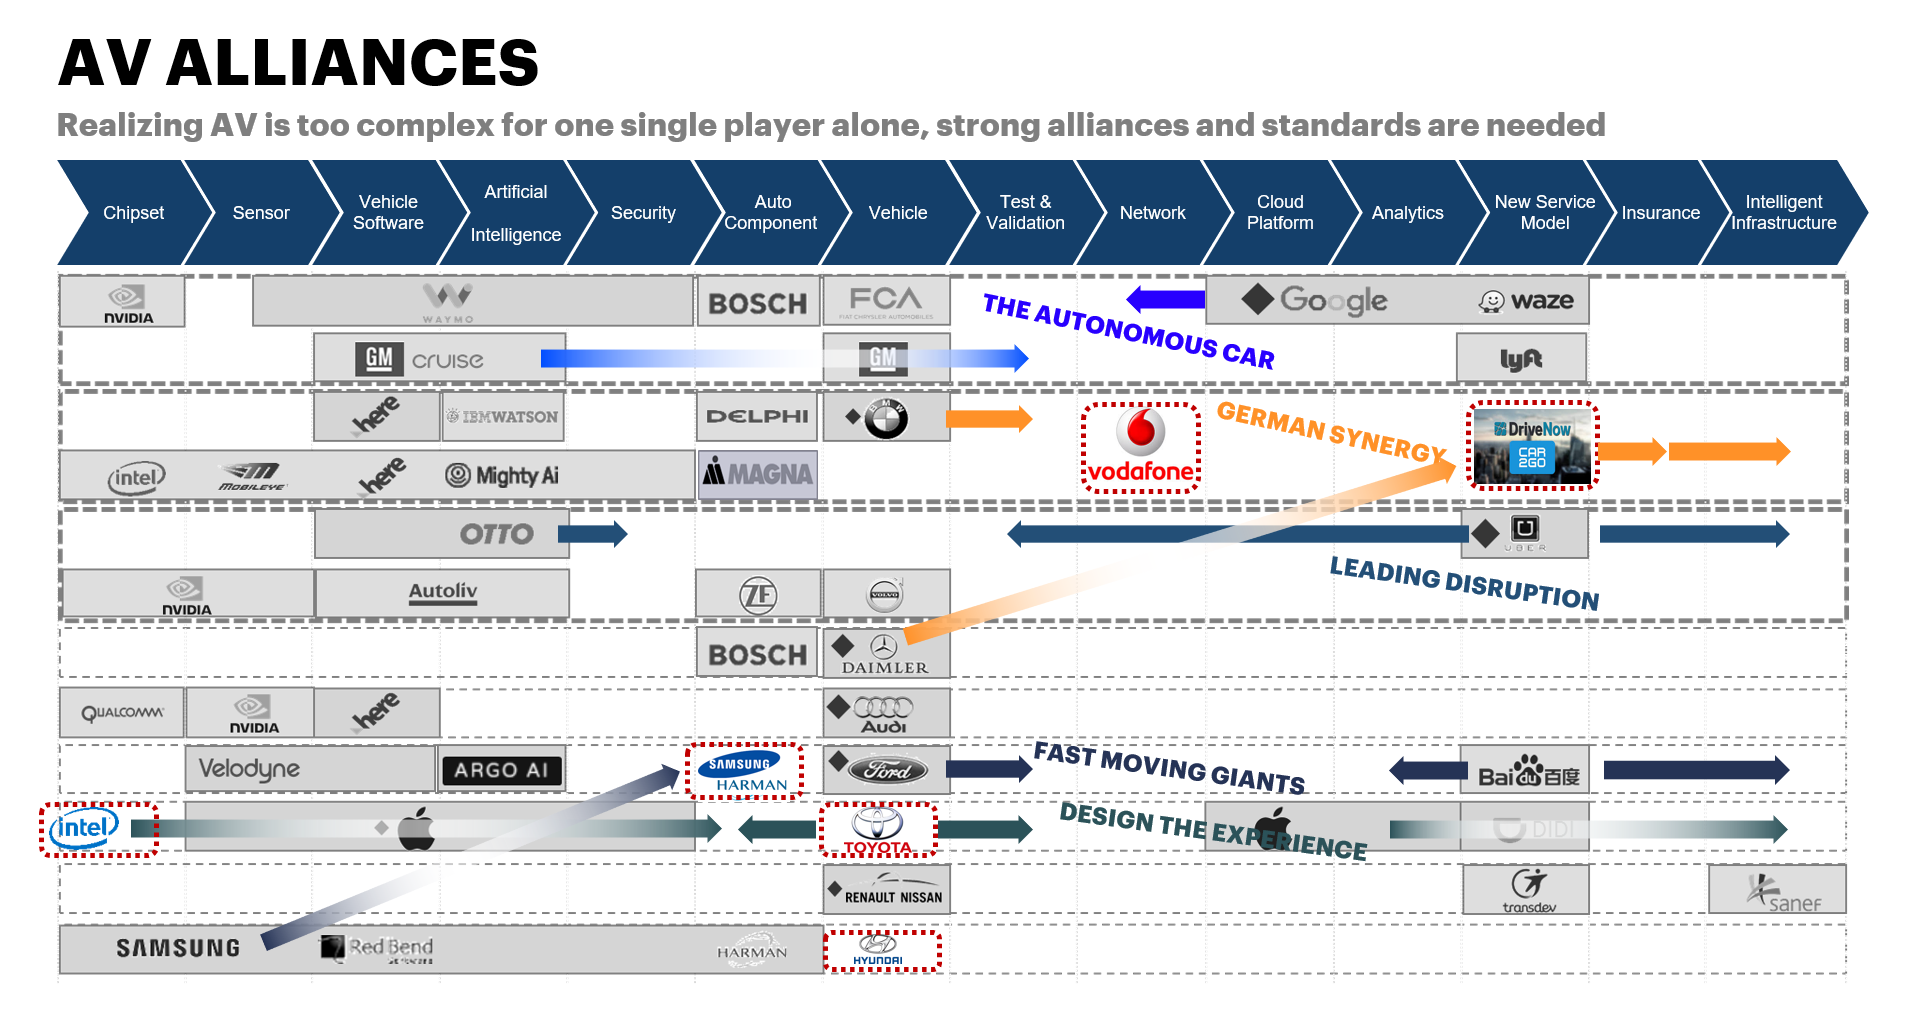 AV ALLIANCES
Realizing AV is too complex for one single player alone, strong alliances and standards are needed
Chipset
Sensor
Vehicle
Software
Artificial
Intelligence
Security
Auto
Component
Vehicle
Test &
Validation
Network
Cloud
Platform
Analytics
New Service
Model
Insurance
Intelligent
Infrastructure
NVIDIA
WAYMO
BOSCH
FCA
FIAT CHRYSLER AUTOMOBILES
THE AUTONOMOUS CAR
Google
waze
GM cruise
GM
lyft
here
IBM WATSON
DELPHI
BMW
vodafone
GERMAN SYNERGY
DriveNow
CAR
2GO
intel
MOBILEYE
here
Mighty Ai
MAGNA
OTTO
UBER
LEADING DISRUPTION
NVIDIA
Autoliv
ZF
VOLVO
BOSCH
DAIMLER
QUALCOMM
NVIDIA
here
Audi
Velodyne
ARGO AI
SAMSUNG
HARMAN
Ford
FAST MOVING GIANTS
Bai du 百度
intel
TOYOTA
DESIGN THE EXPERIENCE
DIDI
RENAULT NISSAN
transdev
sanef
SAMSUNG
Red Bend
HARMAN
HYUNDAI